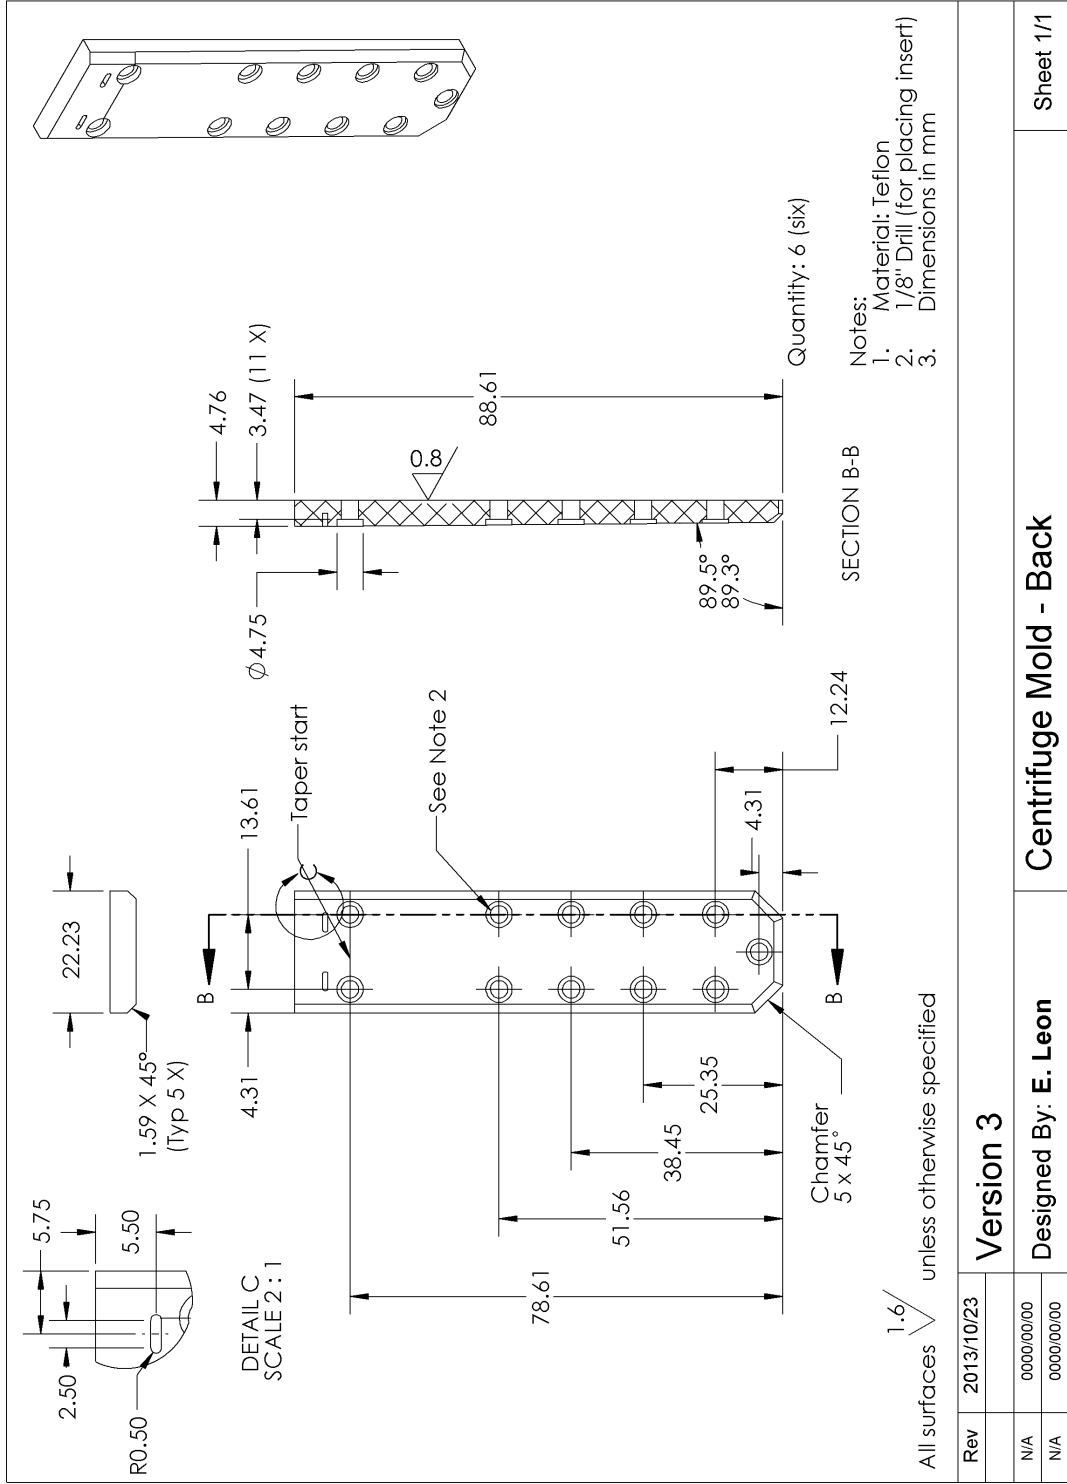 5.75
2.50
5.50
R0.50
DETAIL C
SCALE 2 : 1
22.23
1.59 X 45°
(Typ 5 X)
B
4.31
13.61
Taper start
C
See Note 2
78.61
51.56
38.45
25.35
4.31
12.24
B
Chamfer
5 x 45°
4.76
3.47 (11 X)
∅4.75
0.8
88.61
89.5°
89.3°
SECTION B-B
Quantity: 6 (six)
Notes:
1. Material: Teflon
2. 1/8" Drill (for placing insert)
3. Dimensions in mm
1.6
All surfaces unless otherwise specified
Rev 2013/10/23 Version 3
N/A 0000/00/00
N/A 0000/00/00
Designed By: E. Leon
Centrifuge Mold - Back
Sheet 1/1